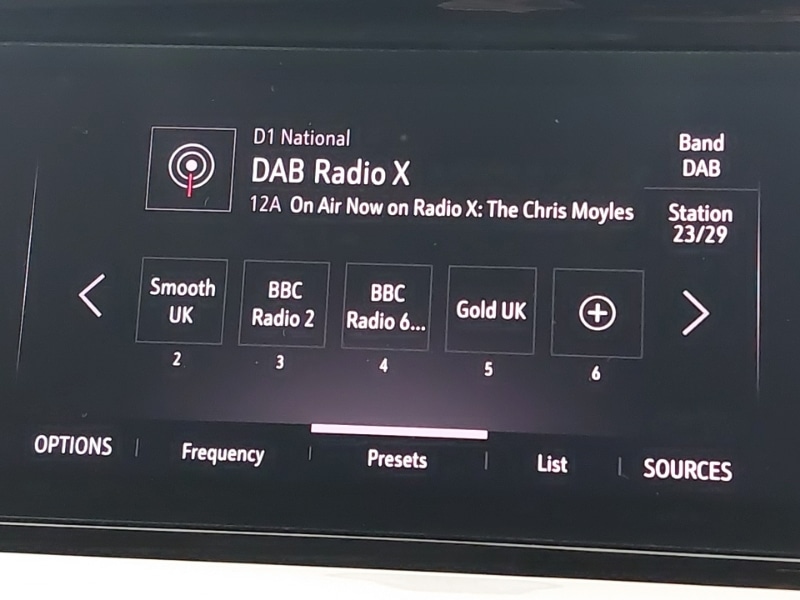 D1 National
DAB Radio X
12A On Air Now on Radio X: The Chris Moyles
Band
DAB
Station
23/29
Smooth
UK
BBC
Radio 2
BBC
Radio 6...
Gold UK
2
3
4
5
6
OPTIONS
Frequency
Presets
List
SOURCES